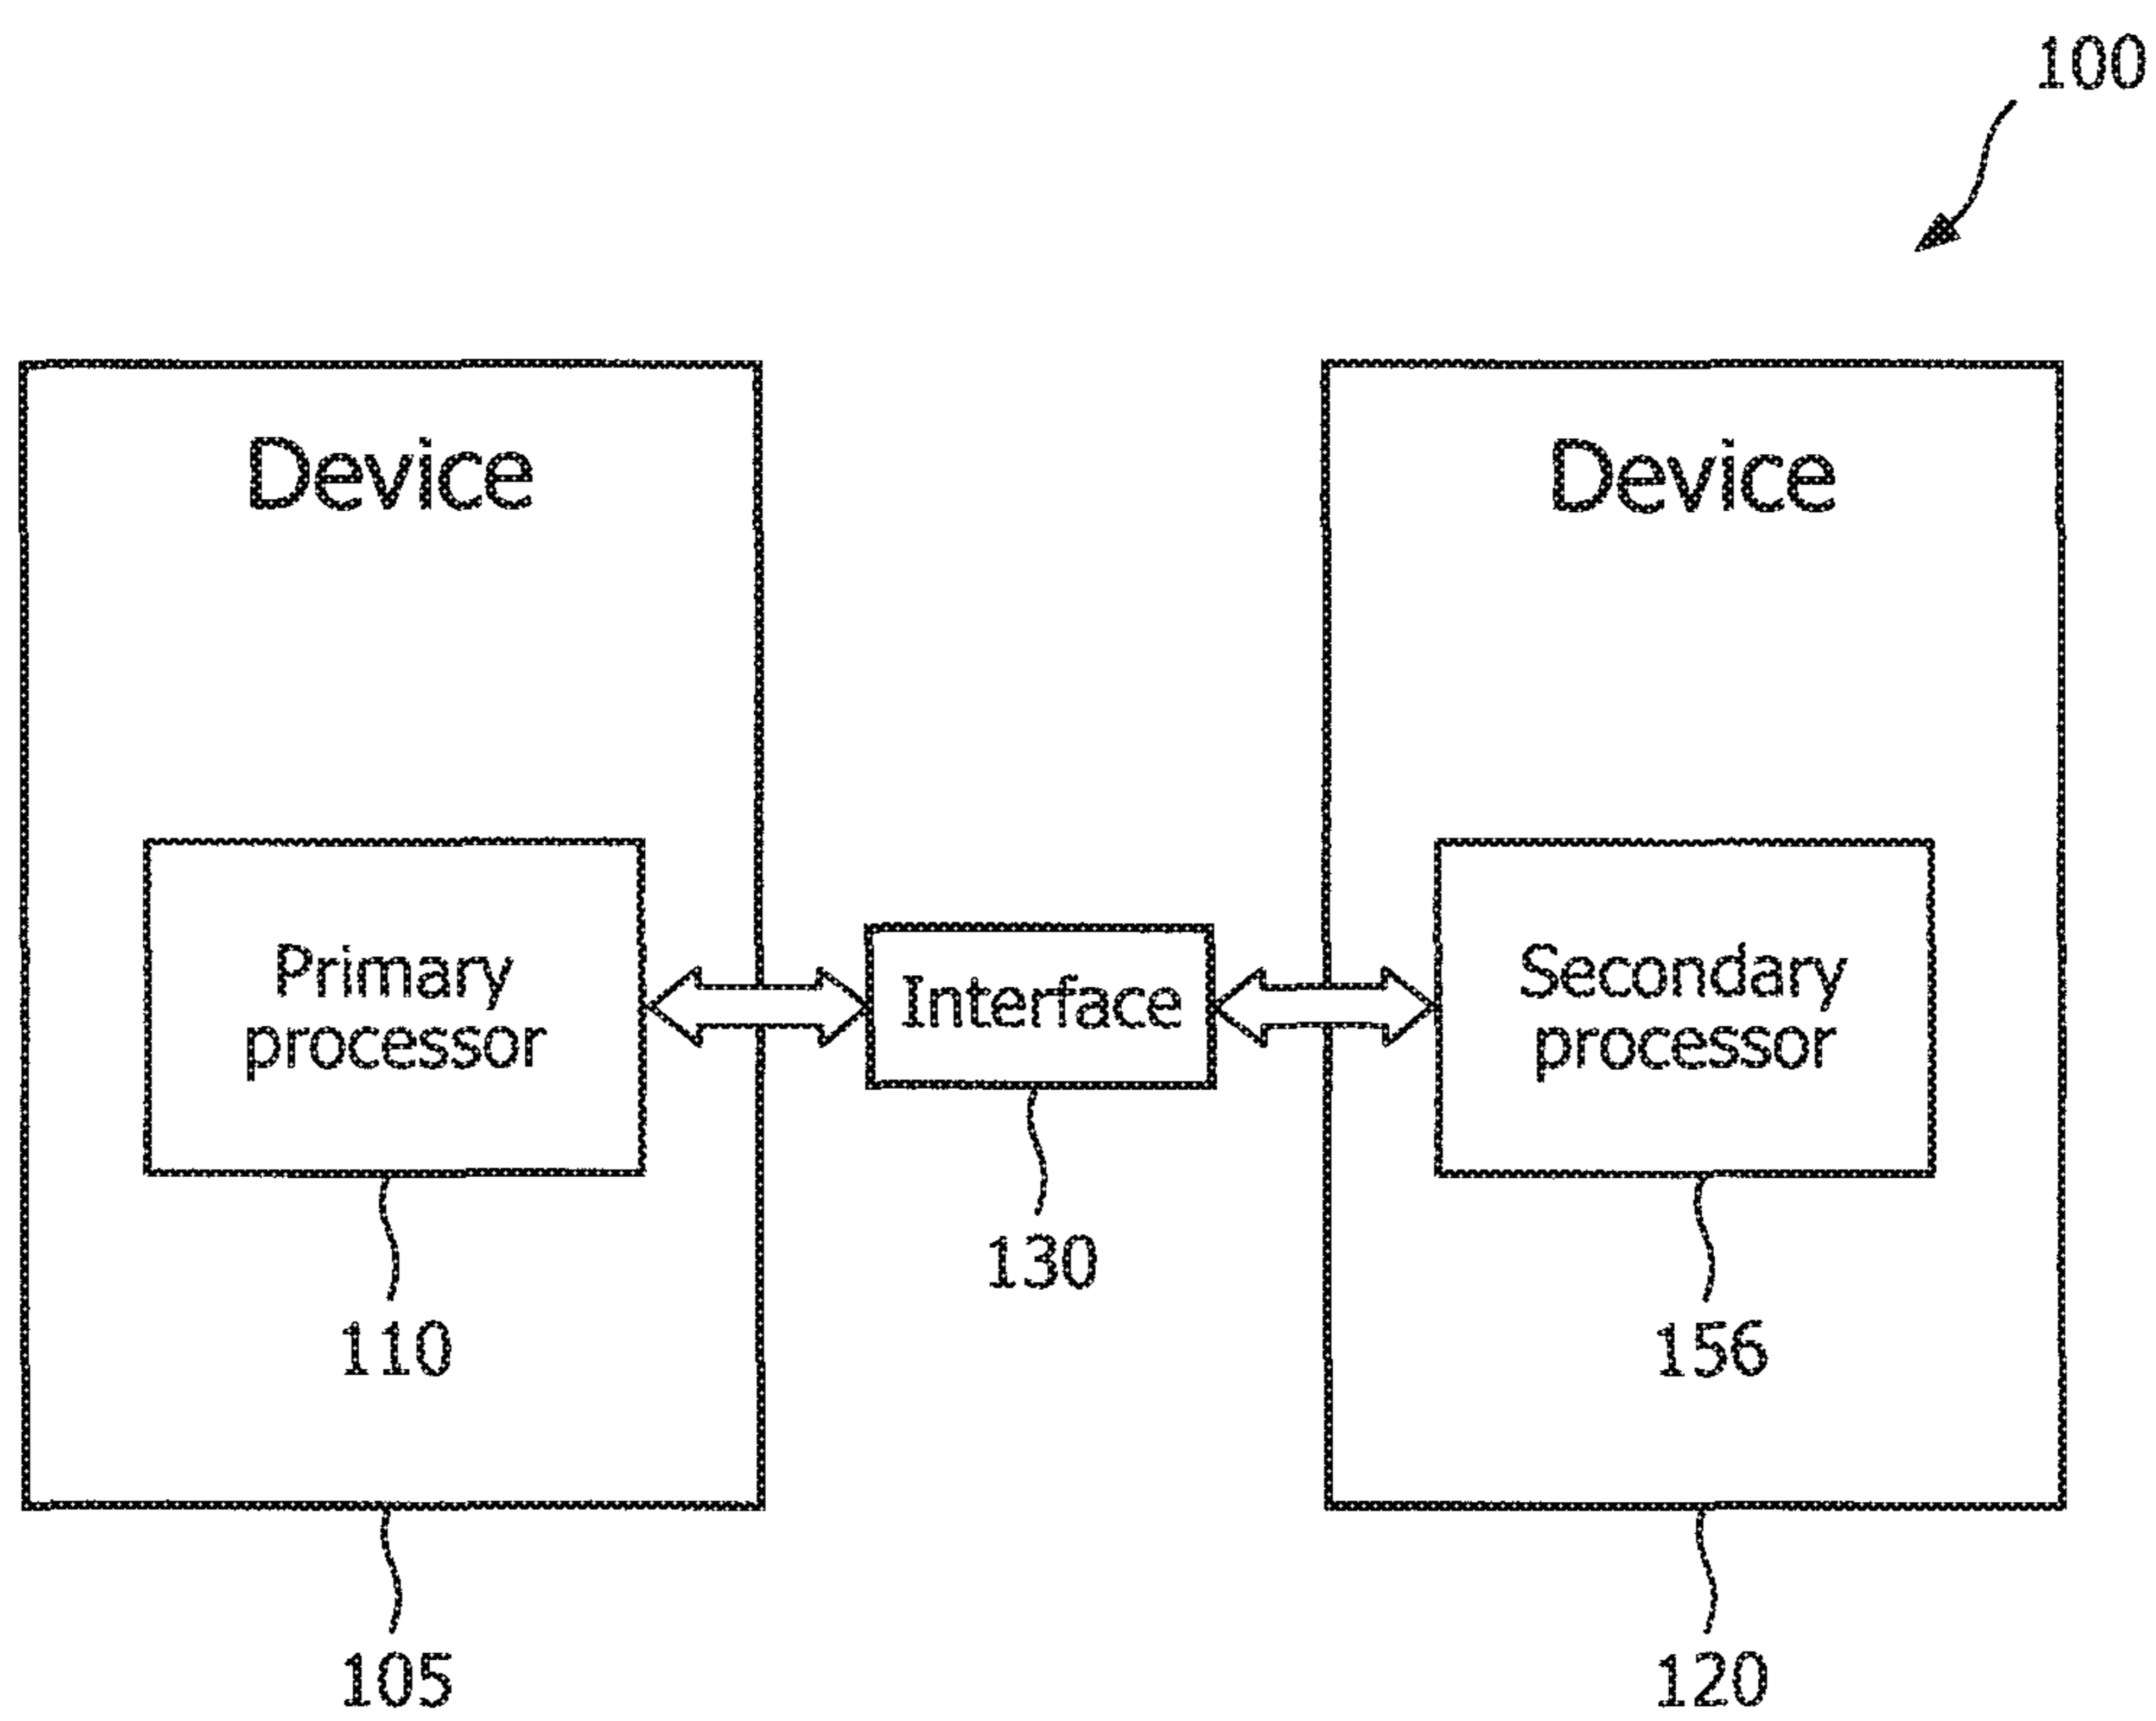 100
Device
Device
Primary
processor
Interface
Secondary
processor
130
110
156
105
120